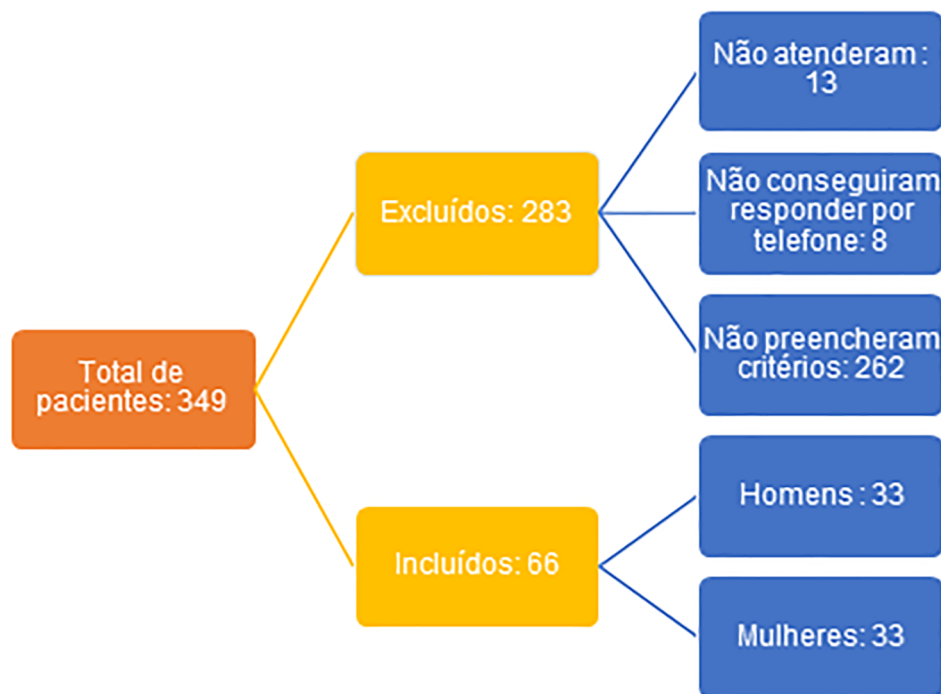 Não atenderam :
13
Excluídos: 283
Não conseguiram
responder por
telefone: 8
Não preencheram
critérios: 262
Total de
pacientes: 349
Incluídos: 66
Homens : 33
Mulheres: 33